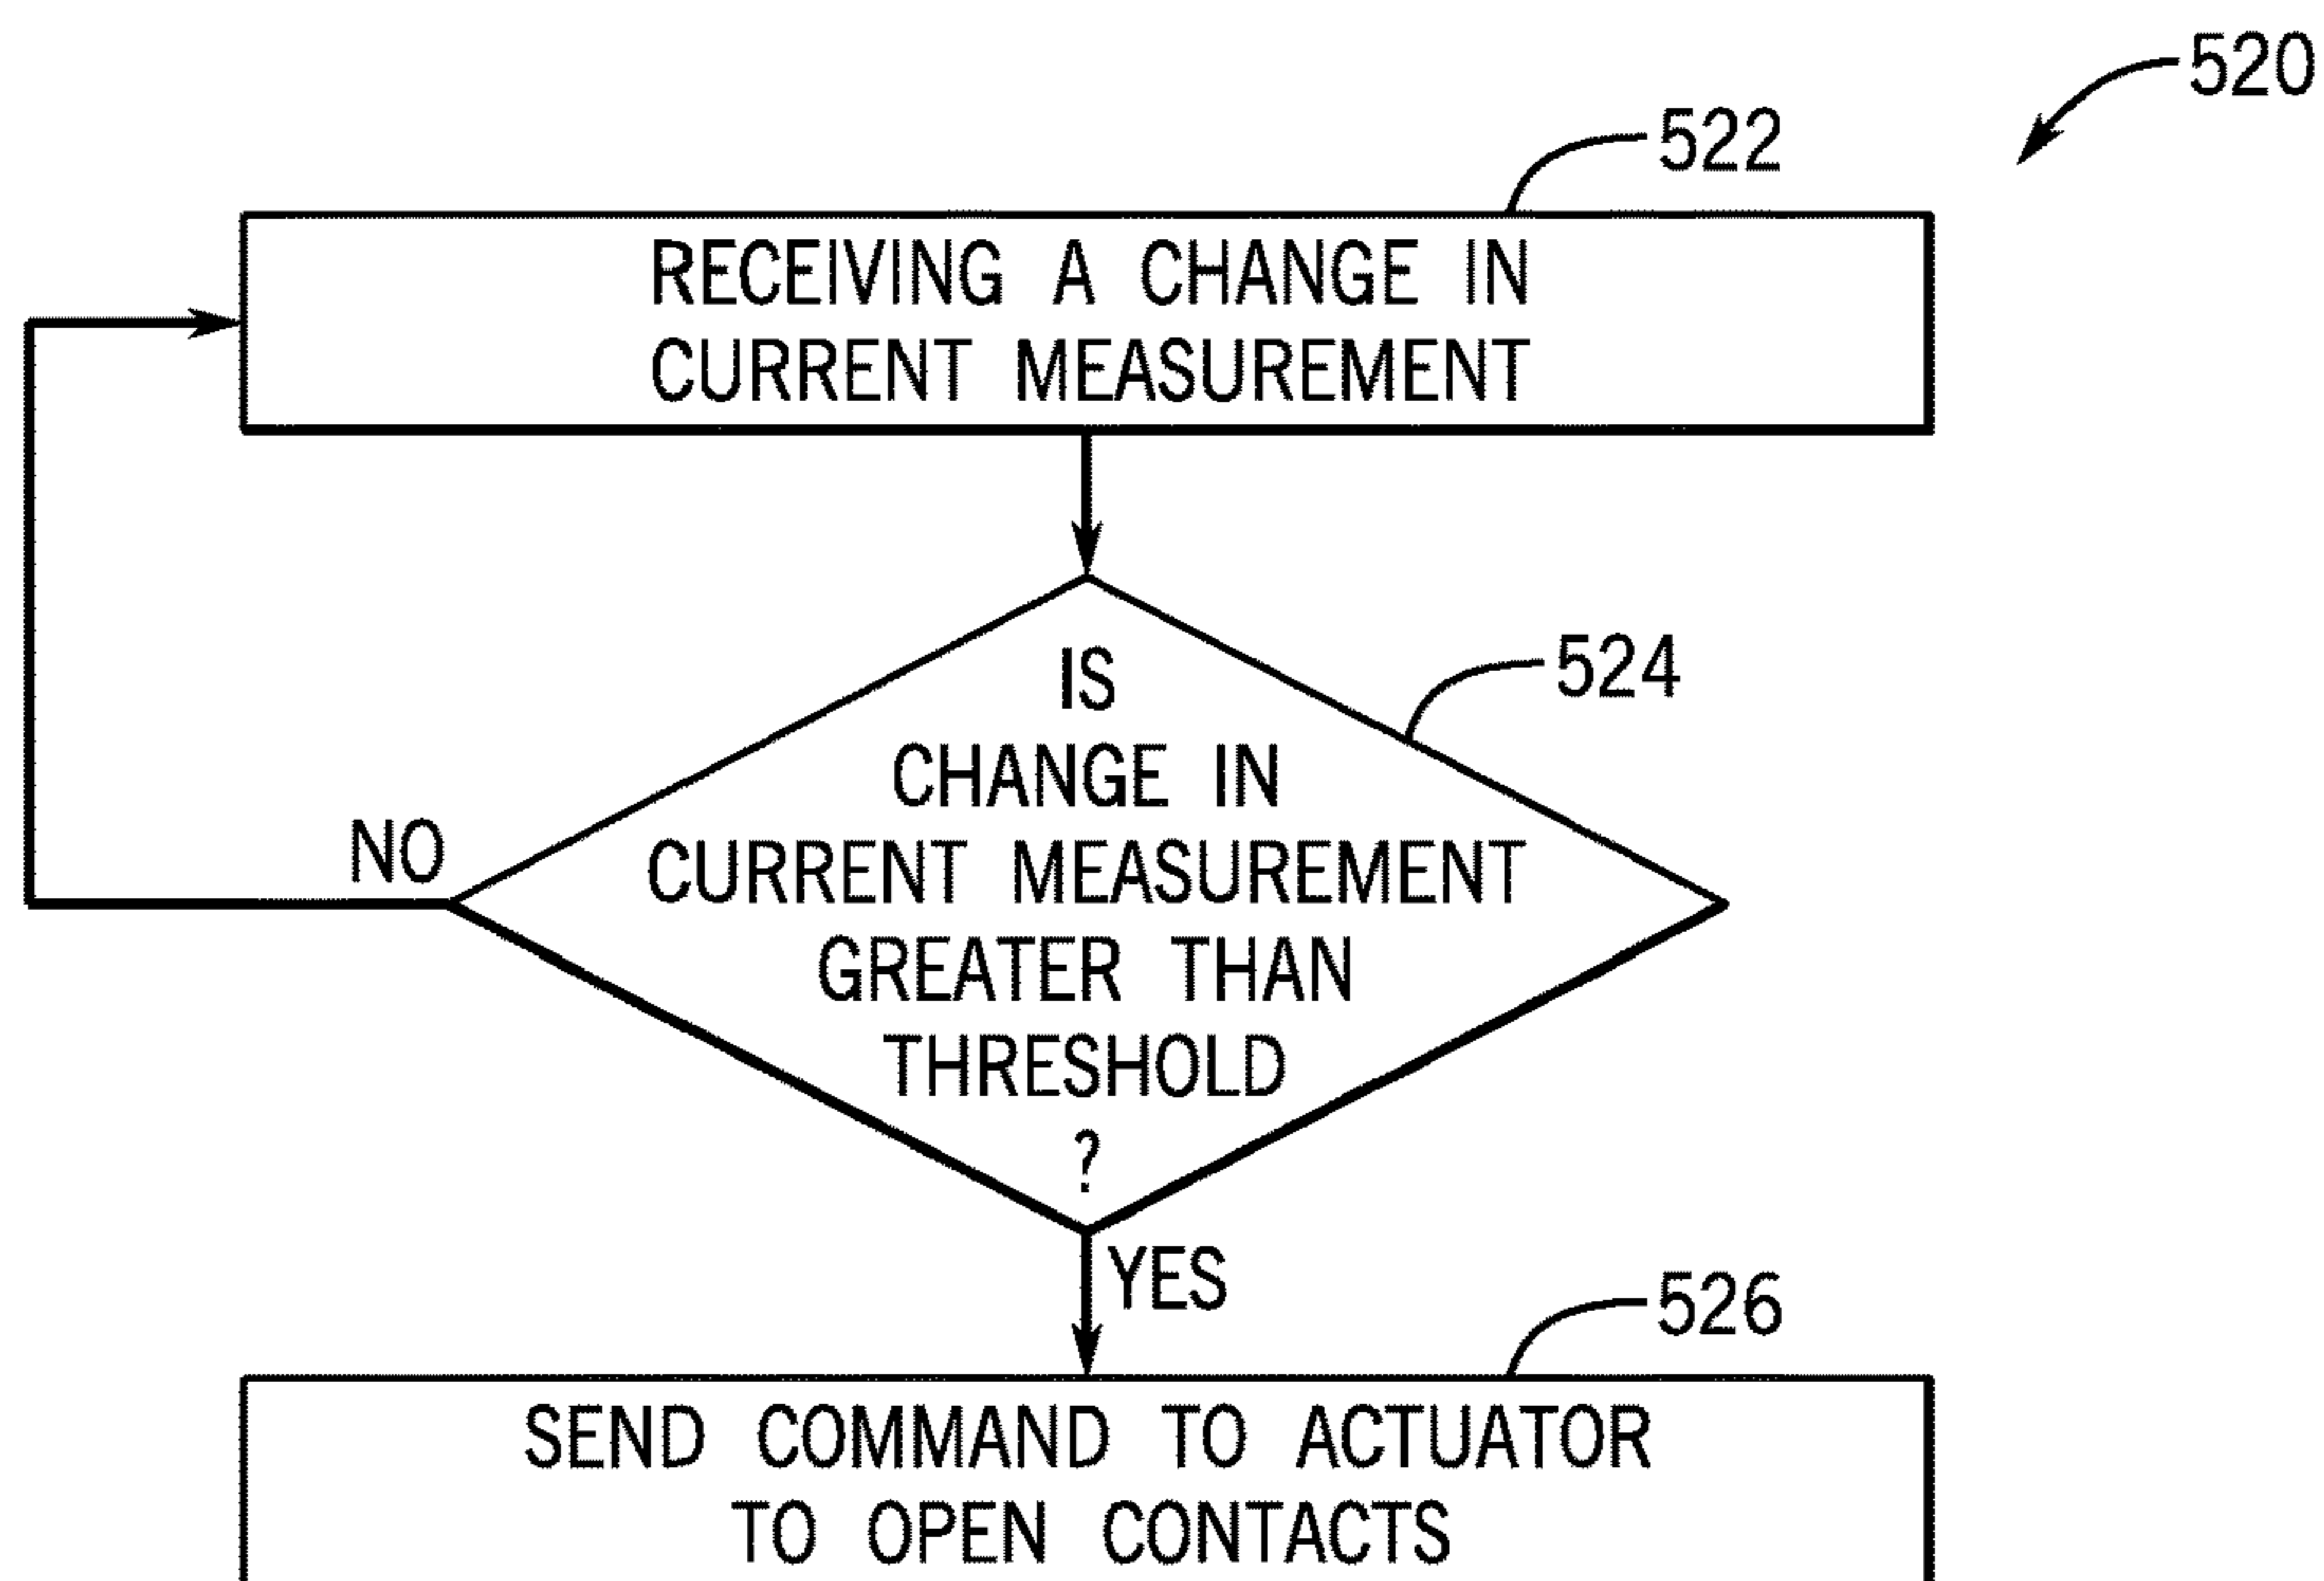 520
522
RECEIVING A CHANGE IN
CURRENT MEASUREMENT
524
IS
CHANGE IN
CURRENT MEASUREMENT
GREATER THAN
THRESHOLD
?
NO
YES
526
SEND COMMAND TO ACTUATOR
TO OPEN CONTACTS